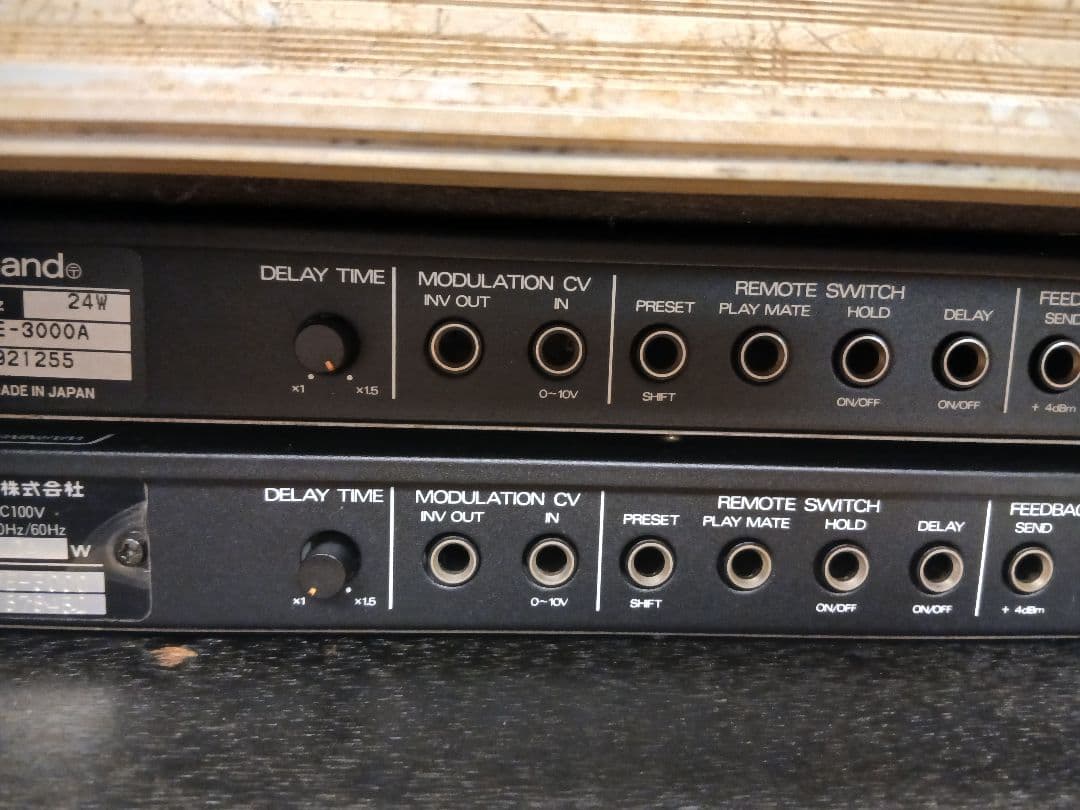 and
24W
E-3000A
921255
ADE IN JAPAN
DELAY TIME
×1
×1.5
MODULATION CV
INV OUT
IN
0~10V
REMOTE SWITCH
PRESET
PLAY MATE
HOLD
DELAY
SHIFT
ON/OFF
ON/OFF
FEED
SEND
+ 4dBm
株式会社
C100V
0Hz/60Hz
W
DELAY TIME
×1
×1.5
MODULATION CV
INV OUT
IN
0~10V
REMOTE SWITCH
PRESET
PLAY MATE
HOLD
DELAY
SHIFT
ON/OFF
ON/OFF
FEEDBAC
SEND
+ 4dBm